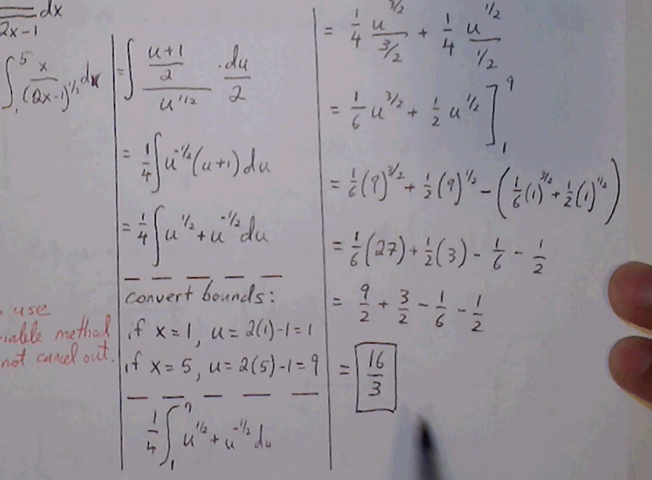 dx
2x-1
∫₁⁵ x/(2x-1)^1/2 dx
use
method
not cancel out.
= ∫ ((u+1)/2)/u^1/2 · du/2
= 1/4 ∫ u^-1/2 (u+1) du
= 1/4 ∫ u^1/2 + u^-1/2 du
convert bounds:
if x = 1, u = 2(1)-1 = 1
if x = 5, u = 2(5)-1 = 9
1/4 ∫₁⁹ u^1/2 + u^-1/2 du
= 1/4 u^3/2/(3/2) + 1/4 u^1/2/(1/2)
= 1/6 u^3/2 + 1/2 u^1/2 ]₁⁹
= 1/6 (9)^3/2 + 1/2 (9)^1/2 - (1/6 (1)^3/2 + 1/2 (1)^1/2)
= 1/6 (27) + 1/2 (3) - 1/6 - 1/2
= 9/2 + 3/2 - 1/6 - 1/2
= 16/3